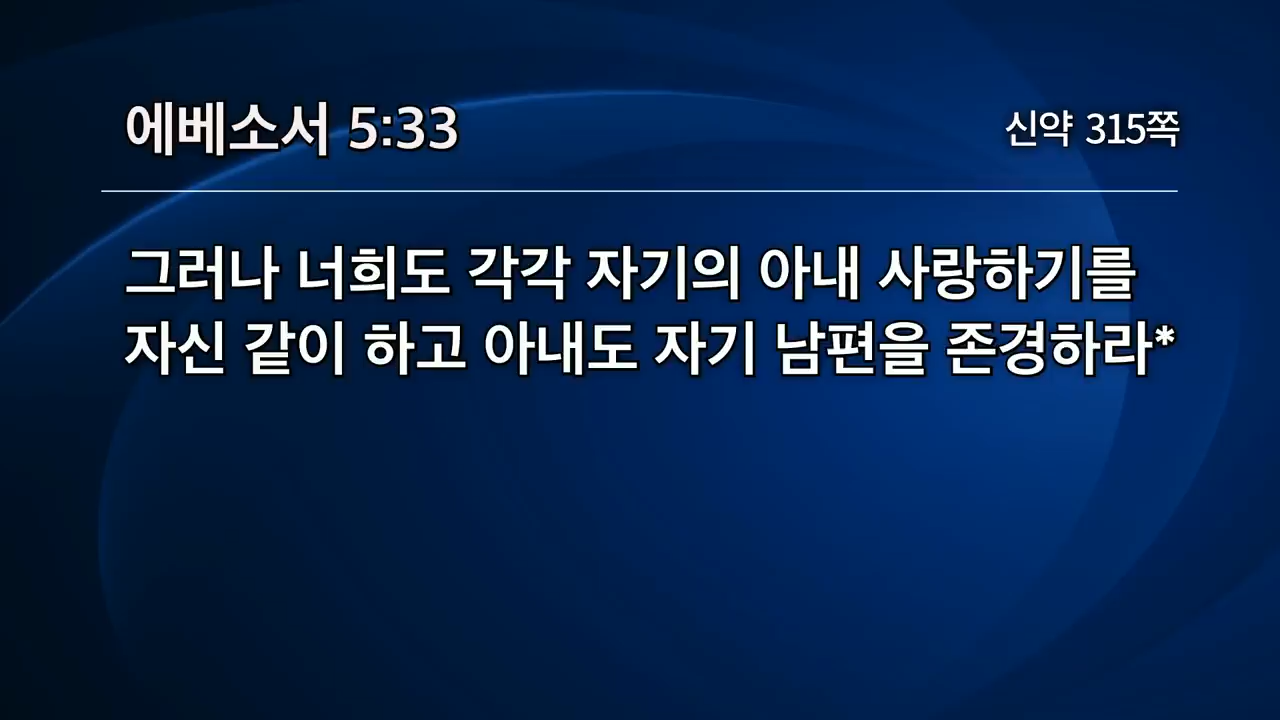 에베소서 5:33
신약 315쪽
그러나 너희도 각각 자기의 아내 사랑하기를
자신 같이 하고 아내도 자기 남편을 존경하라*